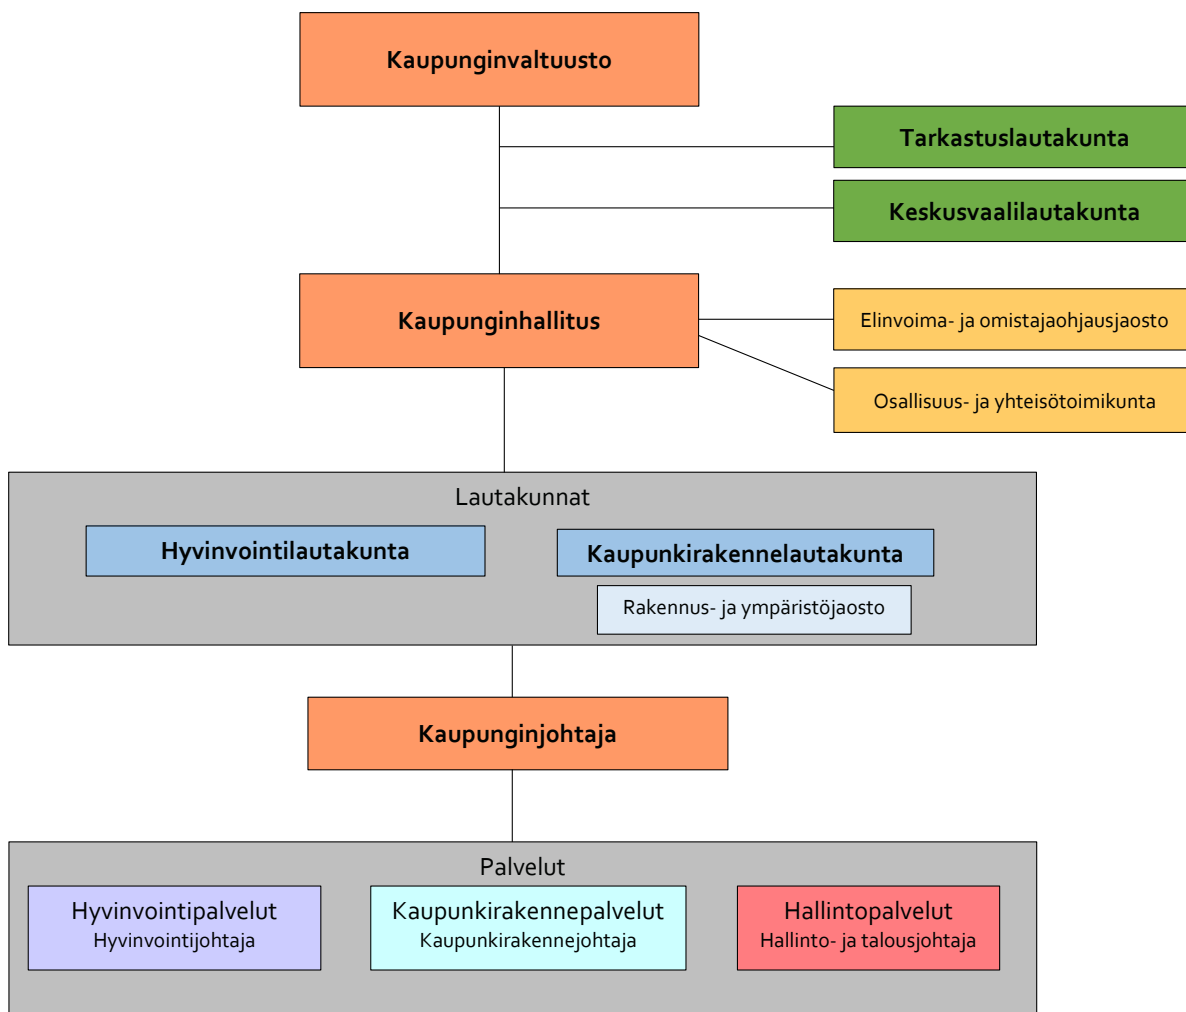 Kaupunginvaltuusto
Tarkastuslautakunta
Keskusvaalilautakunta
Kaupunginhallitus
Elinvoima- ja omistajaohjausjaosto
Osallisuus- ja yhteisötoimikunta
Lautakunnat
Hyvinvointilautakunta
Kaupunkirakennelautakunta
Rakennus- ja ympäristöjaosto
Kaupunginjohtaja
Palvelut
Hyvinvointipalvelut
Hyvinvointijohtaja
Kaupunkirakennepalvelut
Kaupunkirakennejohtaja
Hallintopalvelut
Hallinto- ja talousjohtaja